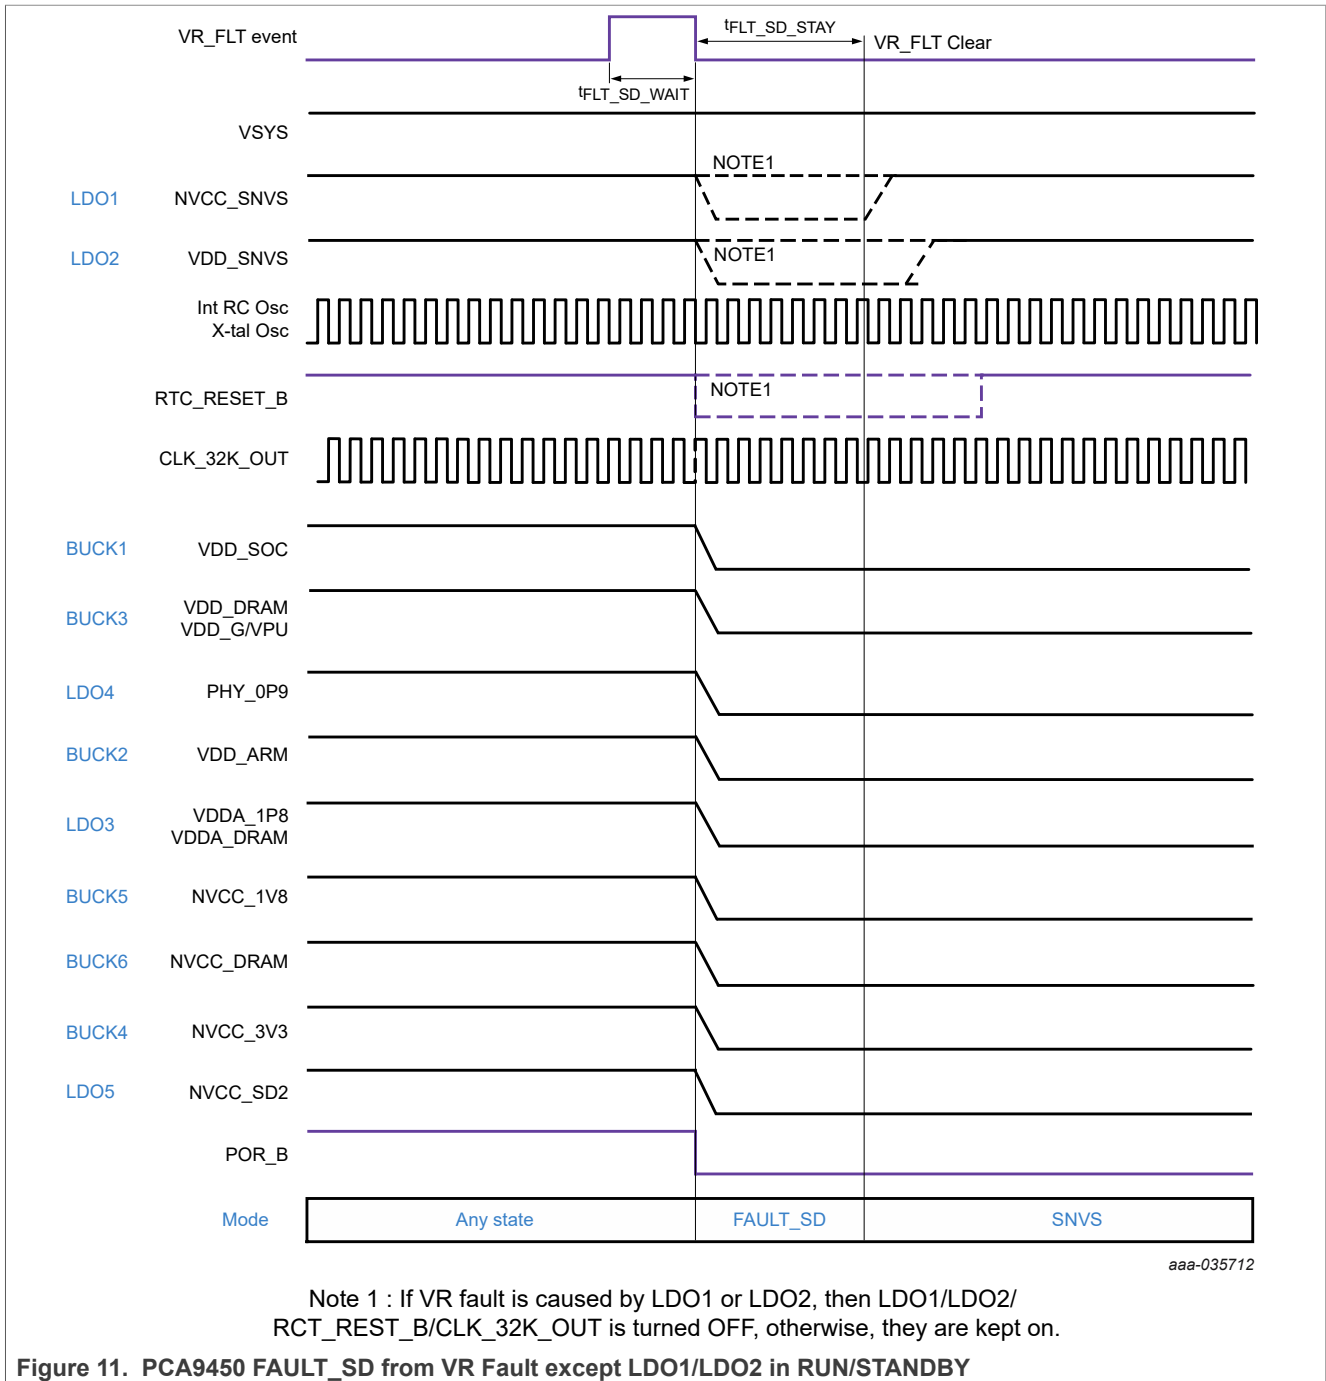 VR_FLT event
tFLT_SD_STAY
VR_FLT Clear
tFLT_SD_WAIT
VSYS
NOTE1
LDO1 NVCC_SNVS
LDO2 VDD_SNVS
NOTE1
Int RC Osc
X-tal Osc
RTC_RESET_B
NOTE1
CLK_32K_OUT
BUCK1 VDD_SOC
BUCK3 VDD_DRAM
VDD_G/VPU
LDO4 PHY_0P9
BUCK2 VDD_ARM
LDO3 VDDA_1P8
VDDA_DRAM
BUCK5 NVCC_1V8
BUCK6 NVCC_DRAM
BUCK4 NVCC_3V3
LDO5 NVCC_SD2
POR_B
Mode Any state FAULT_SD SNVS
aaa-035712
Note 1 : If VR fault is caused by LDO1 or LDO2, then LDO1/LDO2/
RCT_REST_B/CLK_32K_OUT is turned OFF, otherwise, they are kept on.
Figure 11. PCA9450 FAULT_SD from VR Fault except LDO1/LDO2 in RUN/STANDBY